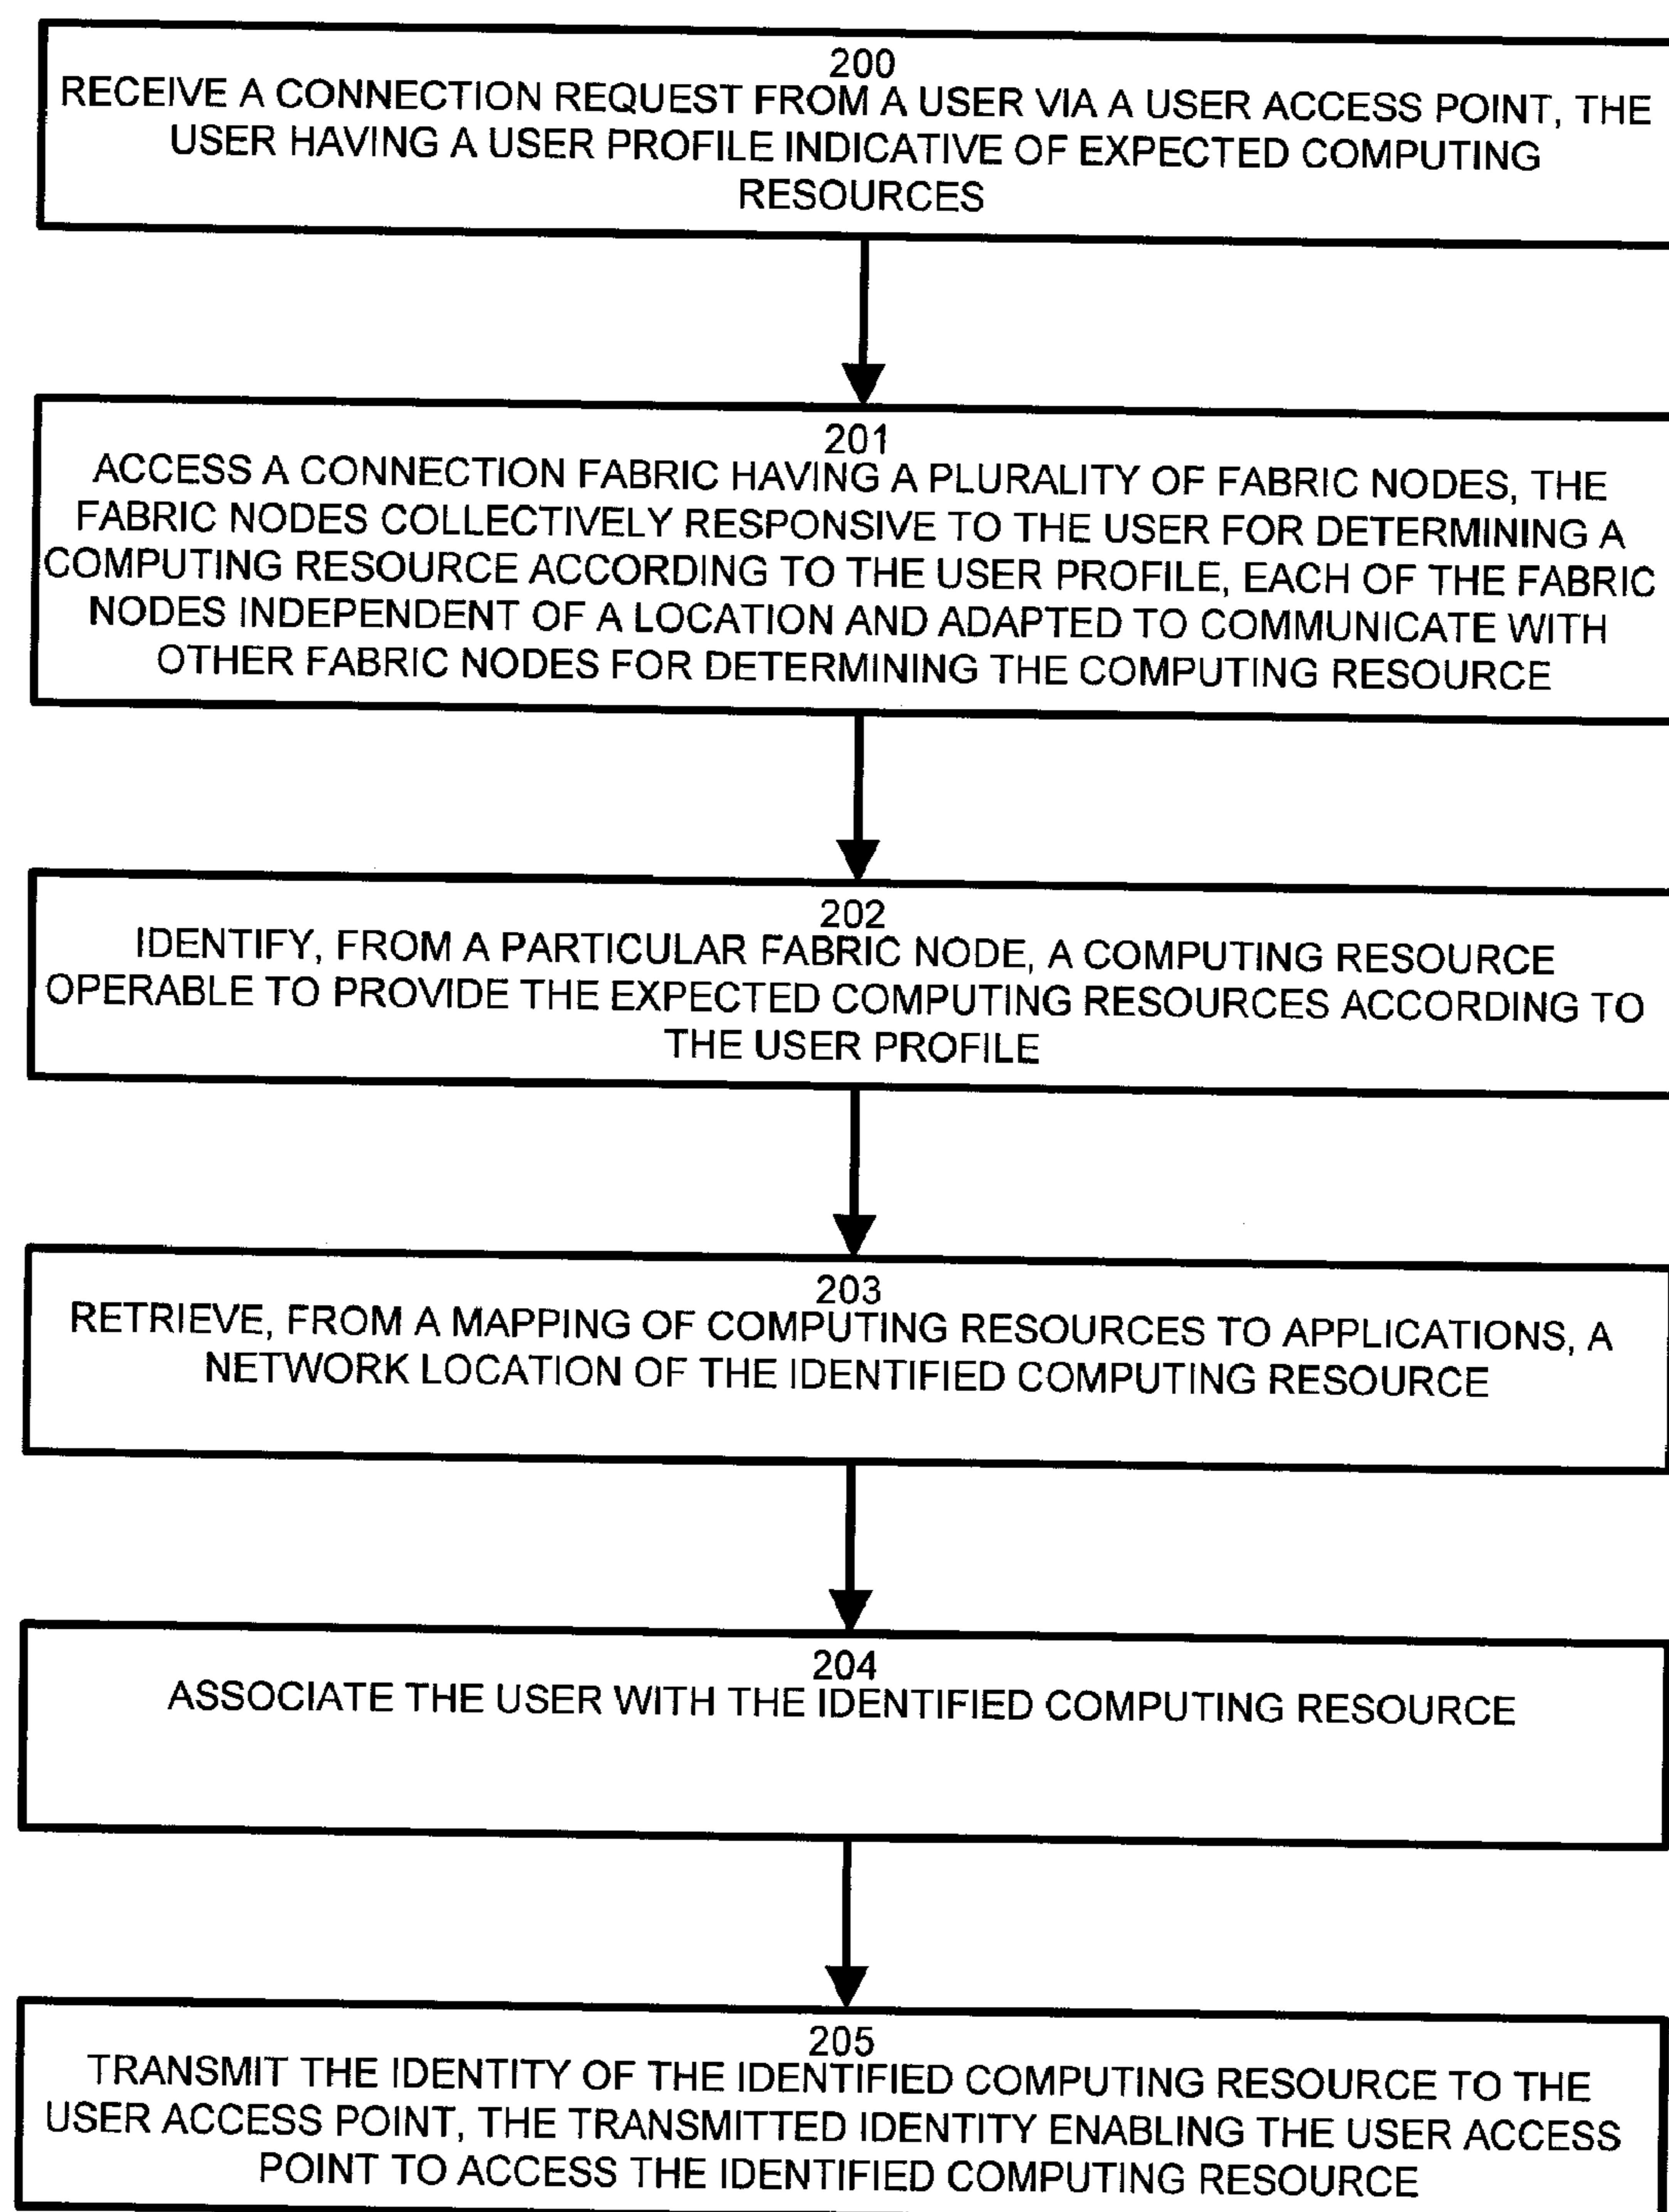 200
RECEIVE A CONNECTION REQUEST FROM A USER VIA A USER ACCESS POINT, THE
USER HAVING A USER PROFILE INDICATIVE OF EXPECTED COMPUTING
RESOURCES
201
ACCESS A CONNECTION FABRIC HAVING A PLURALITY OF FABRIC NODES, THE
FABRIC NODES COLLECTIVELY RESPONSIVE TO THE USER FOR DETERMINING A
COMPUTING RESOURCE ACCORDING TO THE USER PROFILE, EACH OF THE FABRIC
NODES INDEPENDENT OF A LOCATION AND ADAPTED TO COMMUNICATE WITH
OTHER FABRIC NODES FOR DETERMINING THE COMPUTING RESOURCE
202
IDENTIFY, FROM A PARTICULAR FABRIC NODE, A COMPUTING RESOURCE
OPERABLE TO PROVIDE THE EXPECTED COMPUTING RESOURCES ACCORDING TO
THE USER PROFILE
203
RETRIEVE, FROM A MAPPING OF COMPUTING RESOURCES TO APPLICATIONS, A
NETWORK LOCATION OF THE IDENTIFIED COMPUTING RESOURCE
204
ASSOCIATE THE USER WITH THE IDENTIFIED COMPUTING RESOURCE
205
TRANSMIT THE IDENTITY OF THE IDENTIFIED COMPUTING RESOURCE TO THE
USER ACCESS POINT, THE TRANSMITTED IDENTITY ENABLING THE USER ACCESS
POINT TO ACCESS THE IDENTIFIED COMPUTING RESOURCE